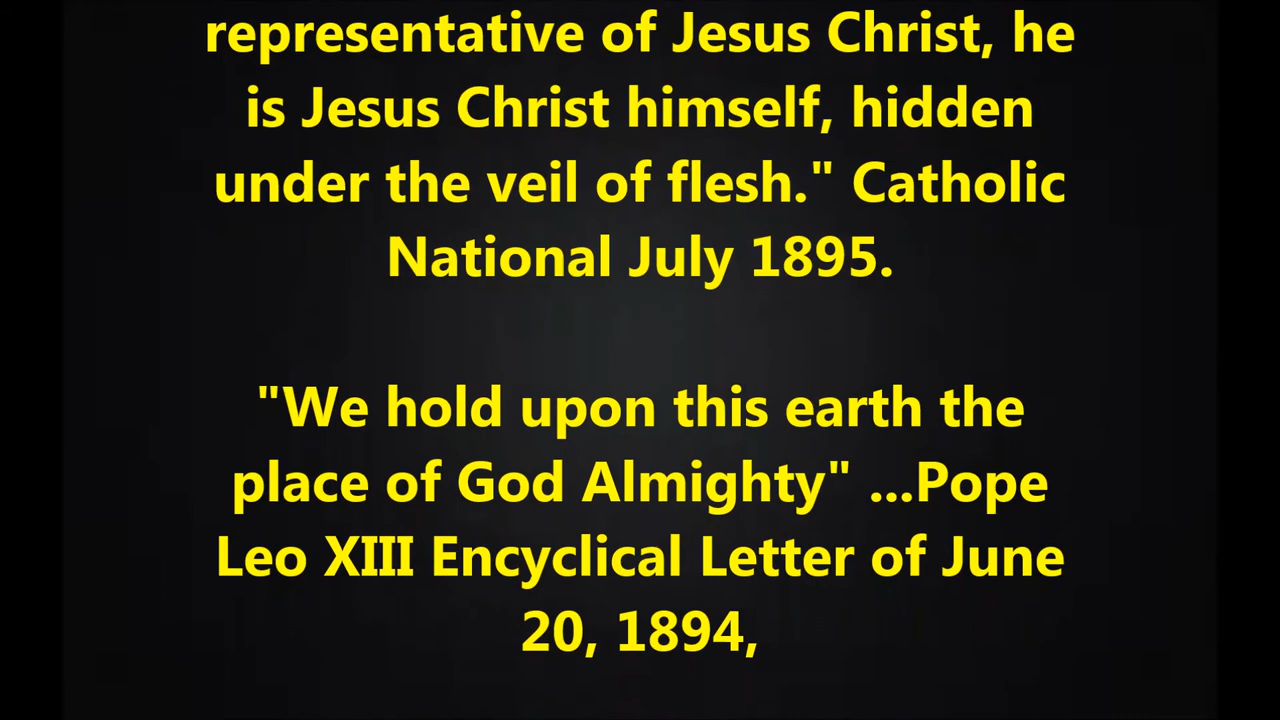 representative of Jesus Christ, he
is Jesus Christ himself, hidden
under the veil of flesh." Catholic
National July 1895.
"We hold upon this earth the
place of God Almighty" ...Pope
Leo XIII Encyclical Letter of June
20, 1894,